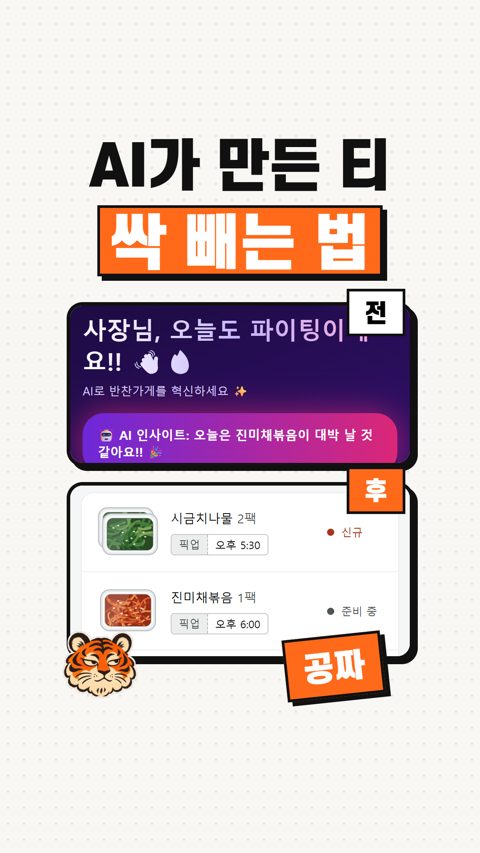 AI가 만든 티
싹 빼는 법
전
사장님, 오늘도 파이팅이에
요!! 👋 💧
AI로 반찬가게를 혁신하세요 ✨
🤖 AI 인사이트: 오늘은 진미채볶음이 대박 날 것
같아요!! 🎉
후
시금치나물 2팩
신규
픽업 오후 5:30
진미채볶음 1팩
준비 중
픽업 오후 6:00
공짜